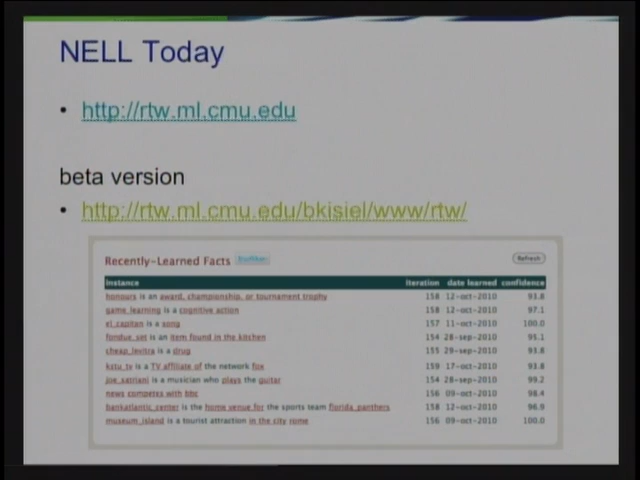 NELL Today
• http://rtw.ml.cmu.edu
beta version
• http://rtw.ml.cmu.edu/bkisiel/www/rtw/
Recently-Learned Facts twitter Refresh
instance iteration date learned confidence
honours is an award, championship, or tournament trophy 158 12-oct-2010 93.8
game_learning is a cognitive action 158 12-oct-2010 97.1
el_capitan is a song 157 11-oct-2010 100.0
fondue_set is an item found in the kitchen 154 28-sep-2010 95.1
cheap_levitra is a drug 155 29-sep-2010 93.8
kstu_tv is a TV affiliate of the network fox 159 17-oct-2010 93.8
joe_satriani is a musician who plays the guitar 154 28-sep-2010 99.2
news competes with bbc 156 09-oct-2010 98.4
bankatlantic_center is the home venue for the sports team florida_panthers 158 12-oct-2010 96.9
museum_island is a tourist attraction in the city rome 156 09-oct-2010 100.0